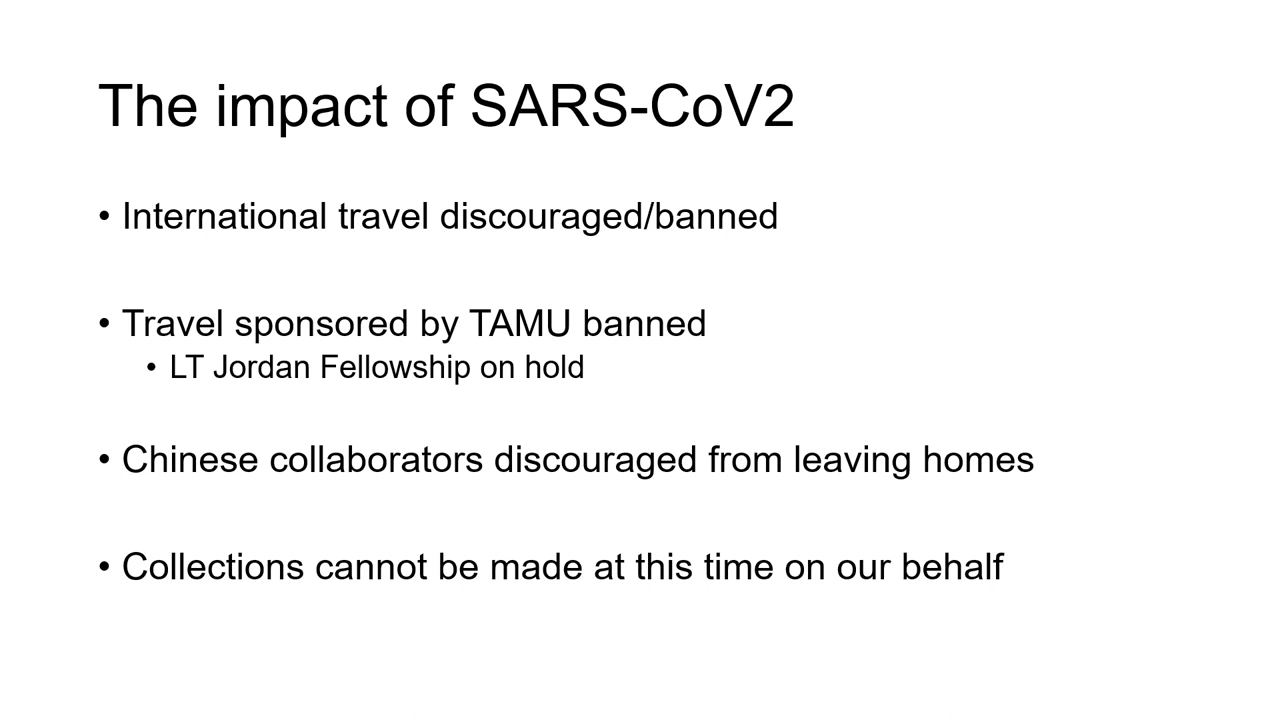 The impact of SARS-CoV2
• International travel discouraged/banned
• Travel sponsored by TAMU banned
• LT Jordan Fellowship on hold
• Chinese collaborators discouraged from leaving homes
• Collections cannot be made at this time on our behalf